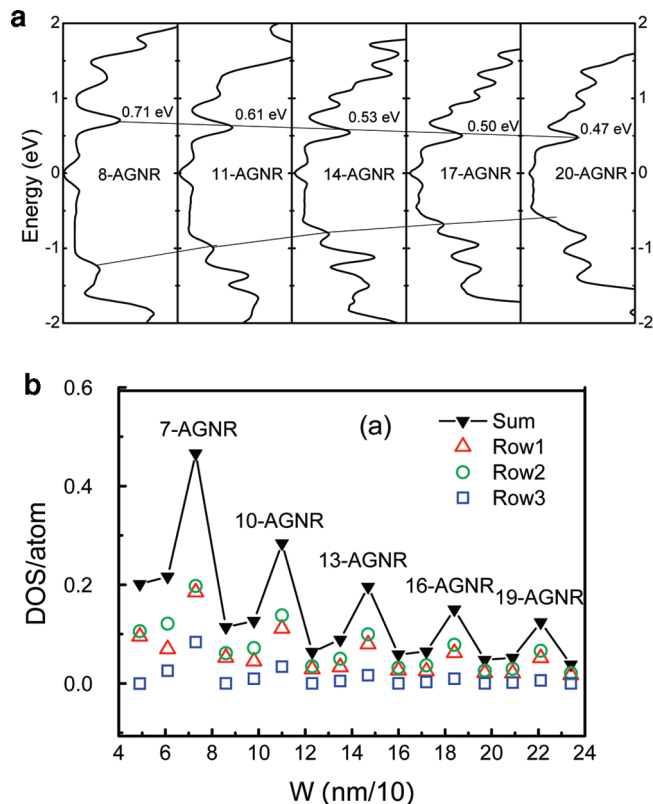 a
2
1
0
-1
-2
Energy (eV)
0.71 eV
0.61 eV
0.53 eV
0.50 eV
0.47 eV
8-AGNR
11-AGNR
14-AGNR
17-AGNR
20-AGNR
2
1
0
-1
-2
b
0.6
0.4
0.2
0.0
DOS/atom
(a)
Sum
Row1
Row2
Row3
7-AGNR
10-AGNR
13-AGNR
16-AGNR
19-AGNR
4 6 8 10 12 14 16 18 20 22 24
W (nm/10)